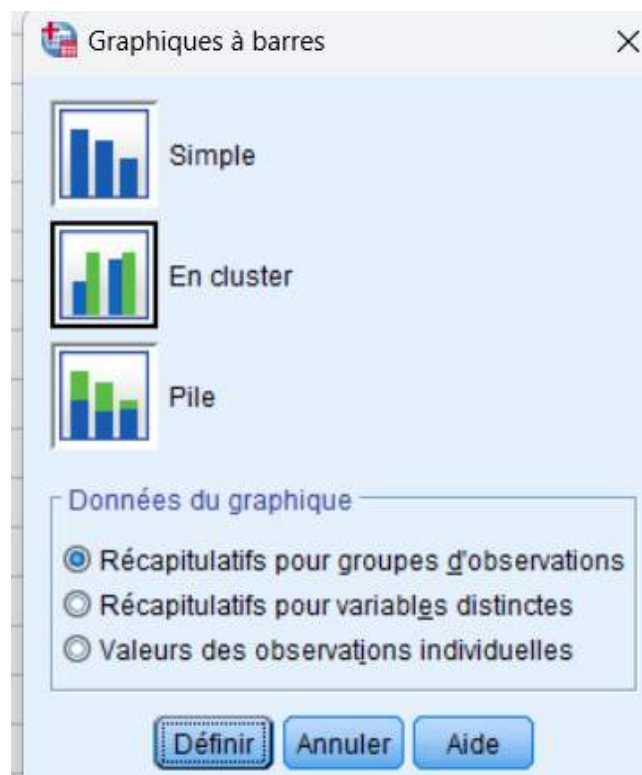 Graphiques à barres
Simple
En cluster
Pile
Données du graphique
Récapitulatifs pour groupes d'observations
Récapitulatifs pour variables distinctes
Valeurs des observations individuelles
Définir Annuler Aide